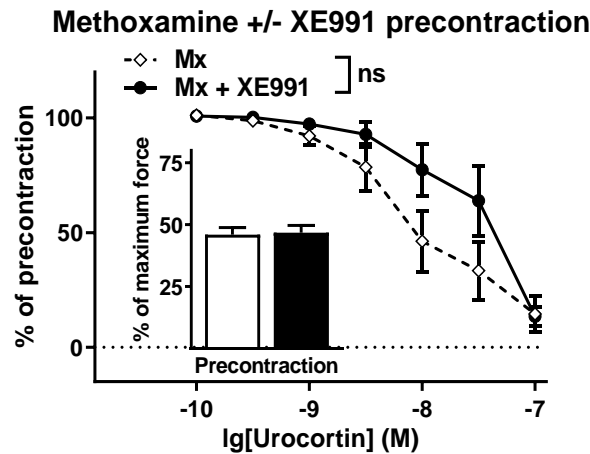 Methoxamine +/- XE991 precontraction
Mx
Mx + XE991
ns
% of precontraction
100
50
0
% of maximum force
75
50
25
Precontraction
-10
-9
-8
-7
lg[Urocortin] (M)